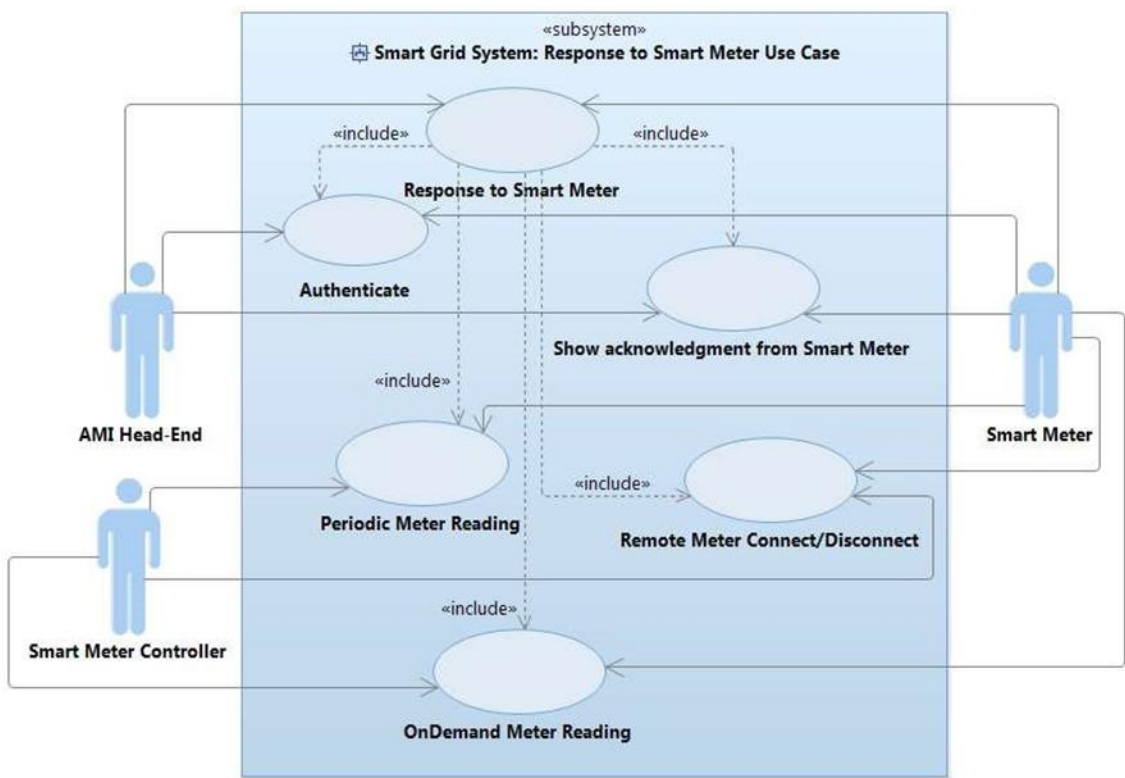 «subsystem»
Smart Grid System: Response to Smart Meter Use Case
«include»
«include»
Response to Smart Meter
Authenticate
Show acknowledgment from Smart Meter
«include»
AMI Head-End
Smart Meter
«include»
Periodic Meter Reading
Remote Meter Connect/Disconnect
«include»
Smart Meter Controller
OnDemand Meter Reading